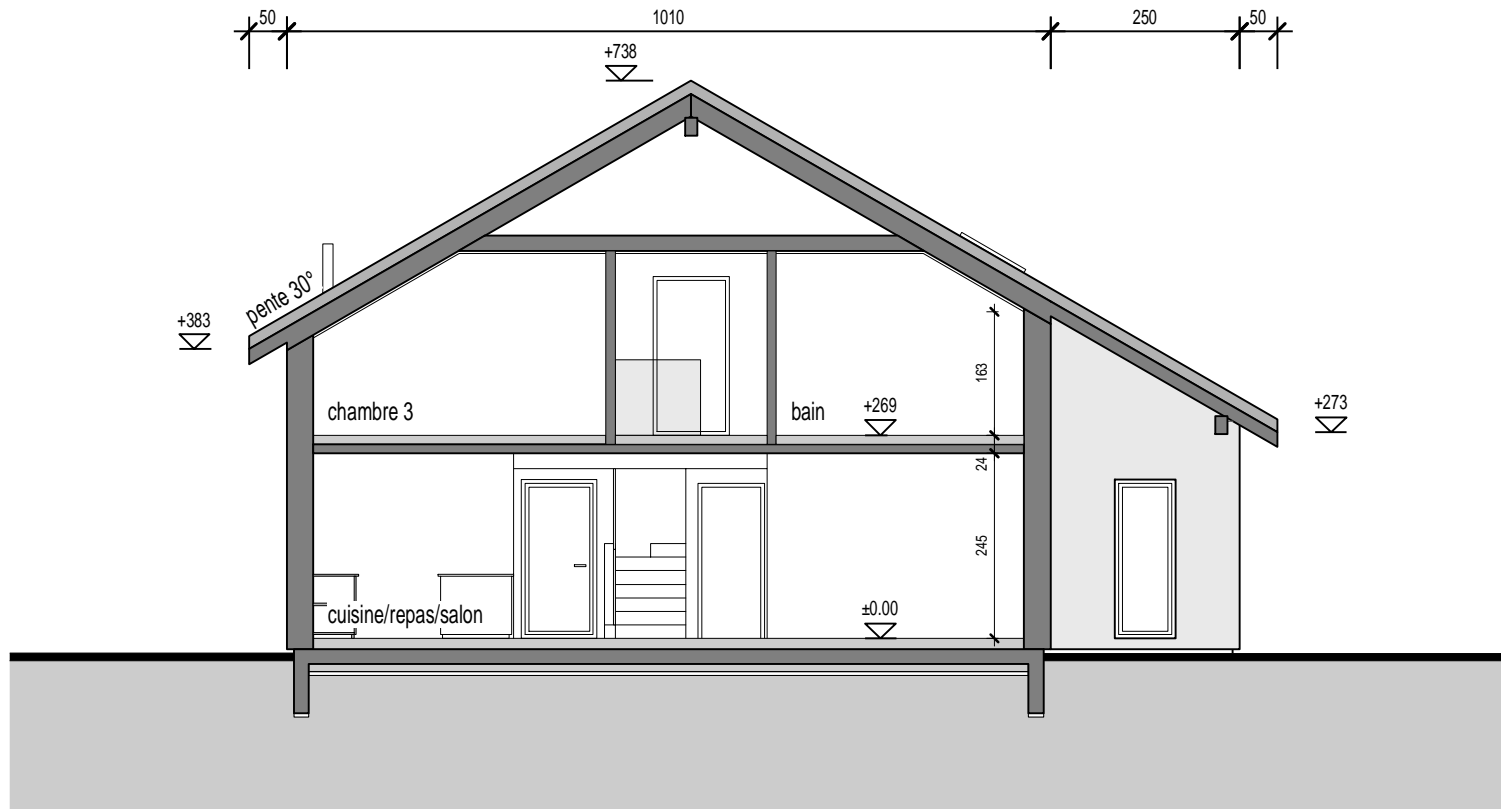 50 1010 250 50
+738
pente 30°
+383
163
chambre 3
bain
+269
+273
24
245
cuisine/repas/salon
±0.00